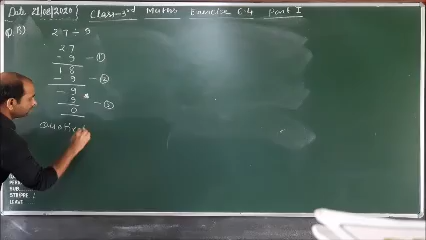 Date 21/08/2020 Class-3rd Maths Exercise 6.4 Part I
Q.B) 27 ÷ 9
27
- 9 - ①
18
- 9 - ②
- 9
9 - ③
0